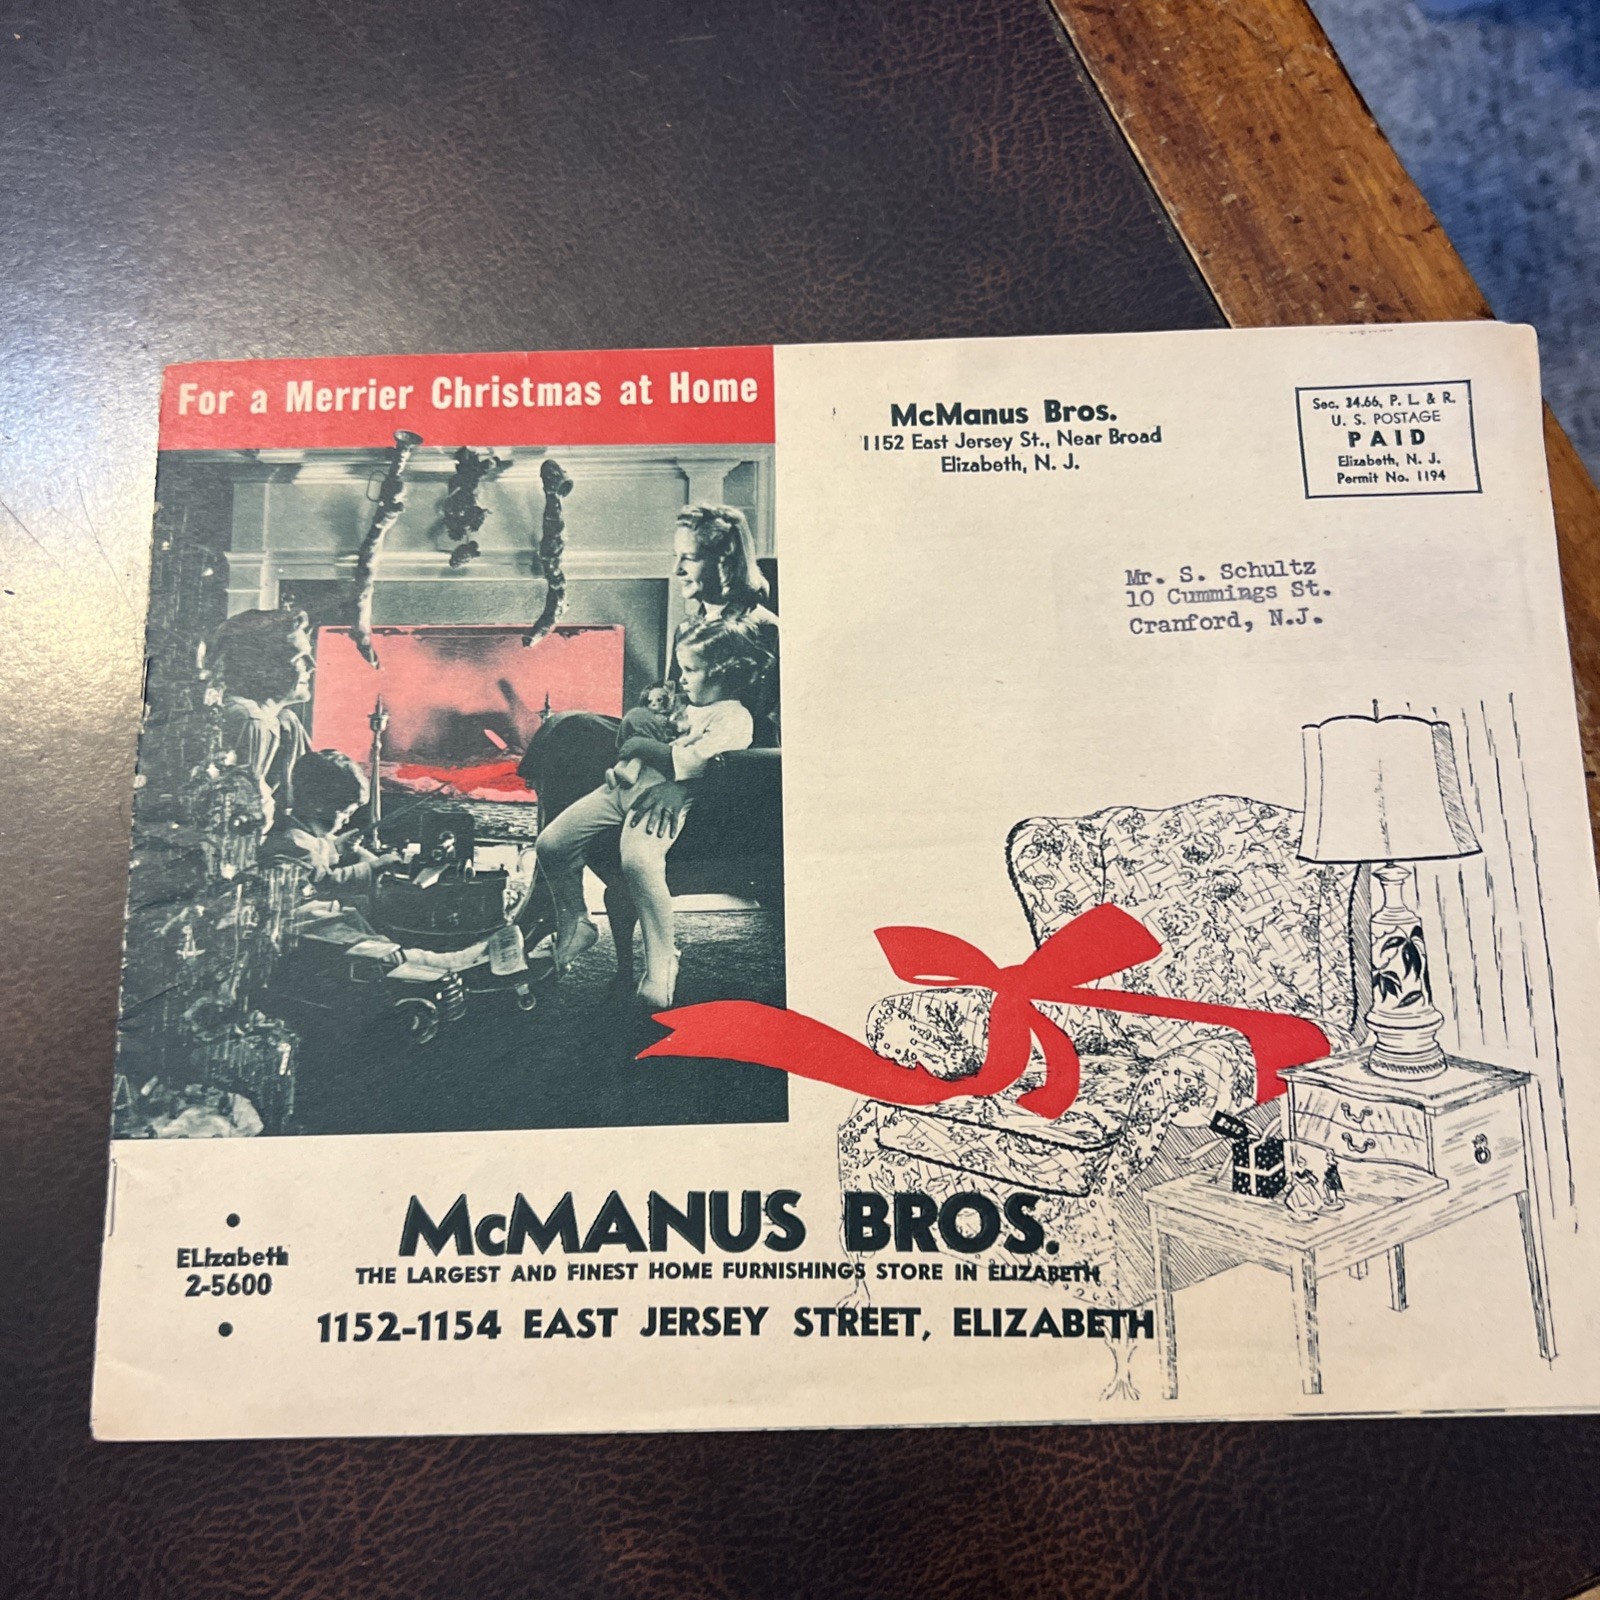 For a Merrier Christmas at Home
McManus Bros.
1152 East Jersey St., Near Broad
Elizabeth, N. J.
Sec. 34.66, P. L. & R.
U. S. POSTAGE
PAID
Elizabeth, N. J.
Permit No. 1194
Mr. S. Schultz
10 Cummings St.
Cranford, N.J.
McMANUS BROS.
THE LARGEST AND FINEST HOME FURNISHINGS STORE IN ELIZABETH
1152-1154 EAST JERSEY STREET, ELIZABETH
ELizabeth
2-5600